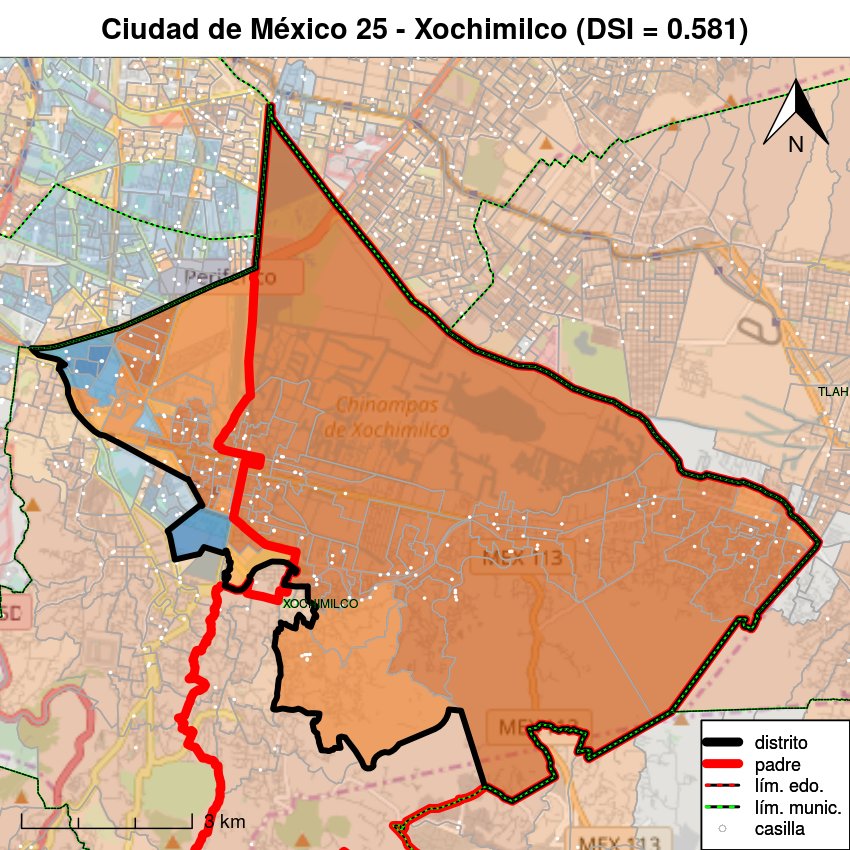 Ciudad de México 25 - Xochimilco (DSI = 0.581)
N
Periférico
TLAH
Chinampas
de Xochimilco
MEX 113
XOCHIMILCO
SD
MEX 113
distrito
padre
lím. edo.
lím. munic.
casilla
3 km
MEX 113